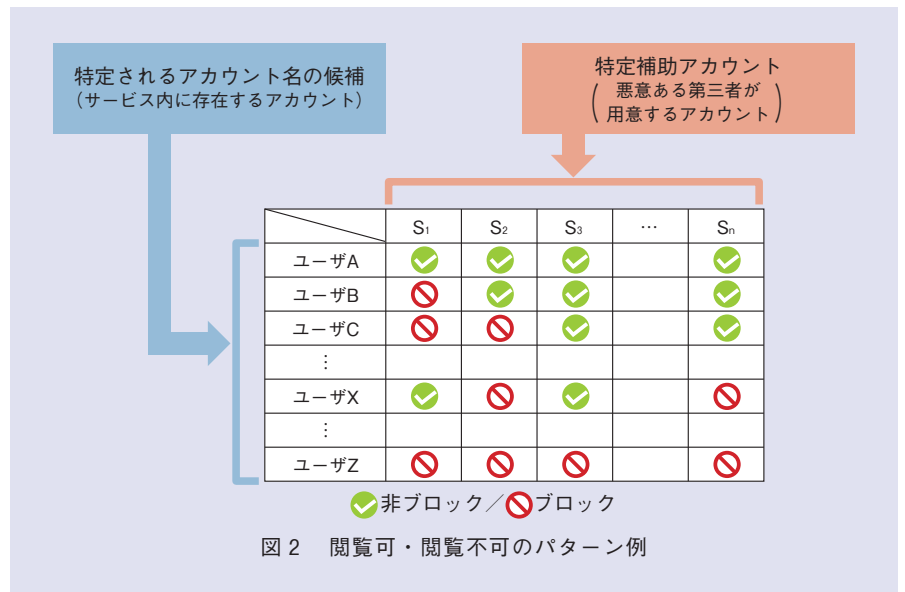 特定されるアカウント名の候補
（サービス内に存在するアカウント）
特定補助アカウント
（悪意ある第三者が
用意するアカウント）
S1 S2 S3 … Sn
ユーザA
ユーザB
ユーザC
⋮
ユーザX
⋮
ユーザZ
非ブロック／ブロック
図2 閲覧可・閲覧不可のパターン例